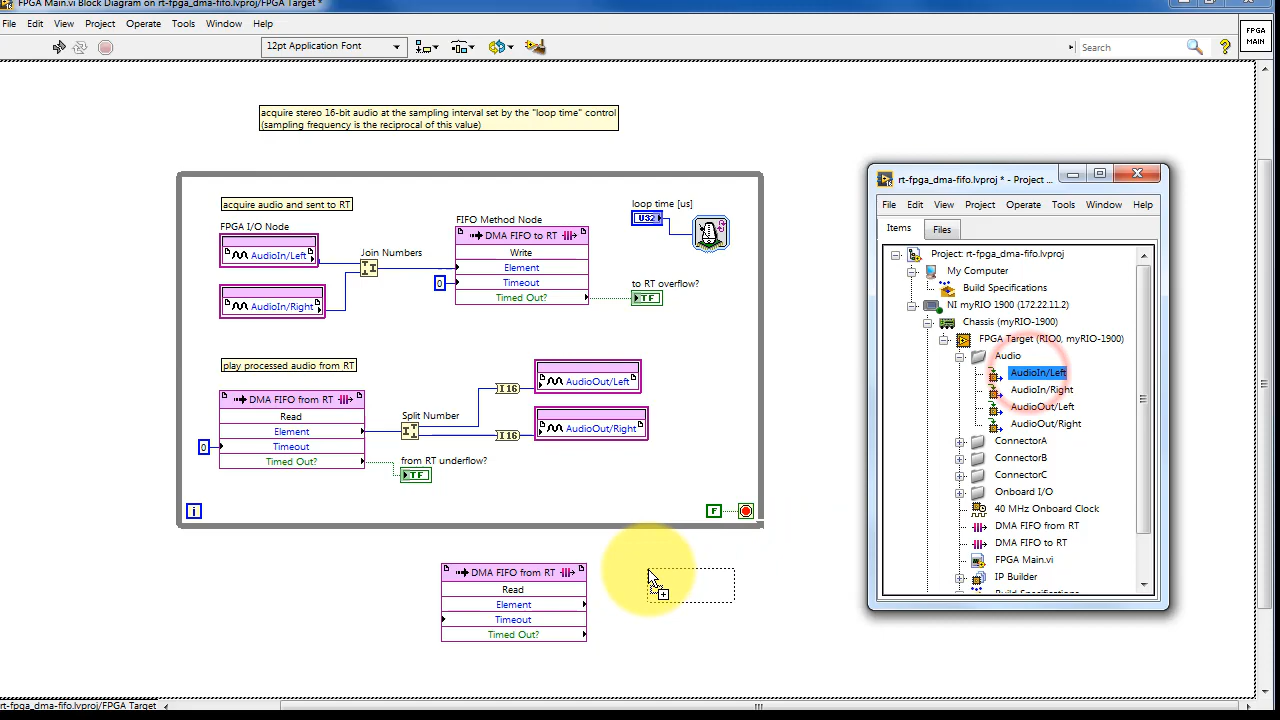 FPGA Main.vi Block Diagram on rt-fpga_dma-fifo.lvproj/FPGA Target *
File Edit View Project Operate Tools Window Help
12pt Application Font
Search
FPGA
MAIN
acquire stereo 16-bit audio at the sampling interval set by the "loop time" control
(sampling frequency is the reciprocal of this value)
acquire audio and sent to RT
FPGA I/O Node
AudioIn/Left
AudioIn/Right
Join Numbers
FIFO Method Node
DMA FIFO to RT
Write
Element
0
Timeout
Timed Out?
loop time [us]
U32
to RT overflow?
TF
play processed audio from RT
DMA FIFO from RT
Read
Element
0
Timeout
Timed Out?
Split Number
from RT underflow?
TF
I16
I16
AudioOut/Left
AudioOut/Right
i
F
DMA FIFO from RT
Read
Element
Timeout
Timed Out?
rt-fpga_dma-fifo.lvproj * - Project ...
File Edit View Project Operate Tools Window Help
Items Files
Project: rt-fpga_dma-fifo.lvproj
My Computer
Build Specifications
NI myRIO 1900 (172.22.11.2)
Chassis (myRIO-1900)
FPGA Target (RIO0, myRIO-1900)
Audio
AudioIn/Left
AudioIn/Right
AudioOut/Left
AudioOut/Right
ConnectorA
ConnectorB
ConnectorC
Onboard I/O
40 MHz Onboard Clock
DMA FIFO from RT
DMA FIFO to RT
FPGA Main.vi
IP Builder
Build Specifications
rt-fpga_dma-fifo.lvproj/FPGA Target